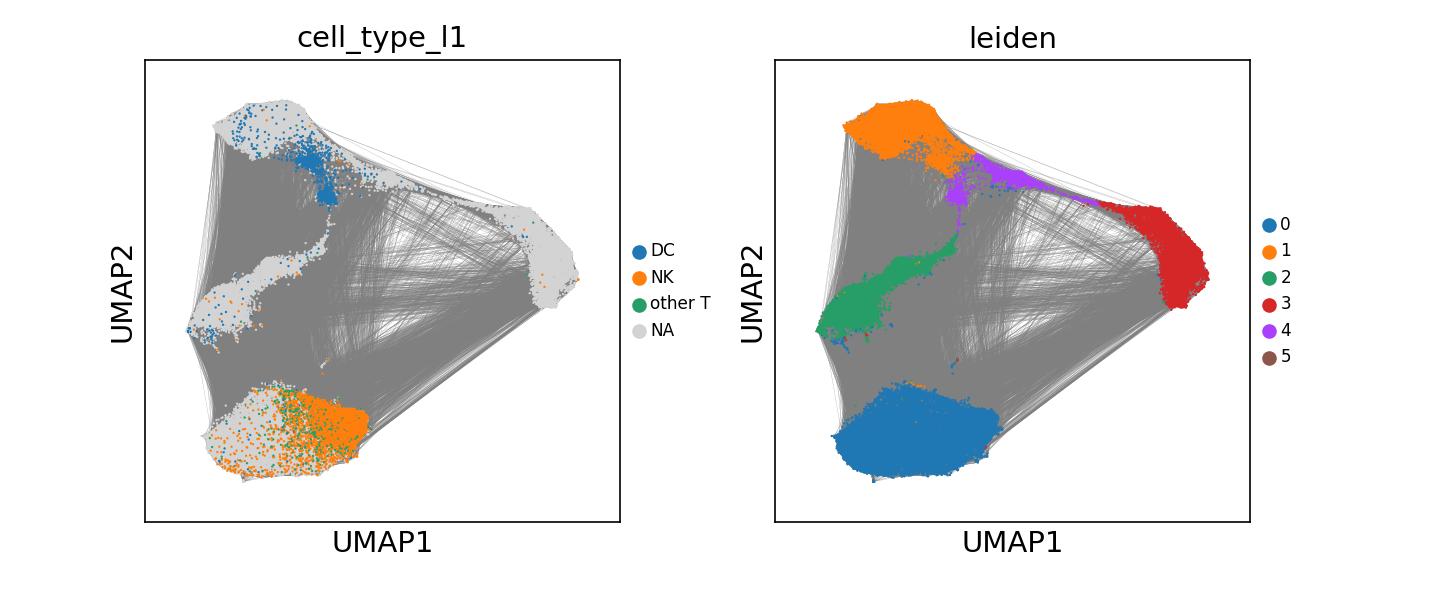 cell_type_l1
UMAP2
UMAP1
DC
NK
other T
NA
leiden
UMAP2
UMAP1
0
1
2
3
4
5